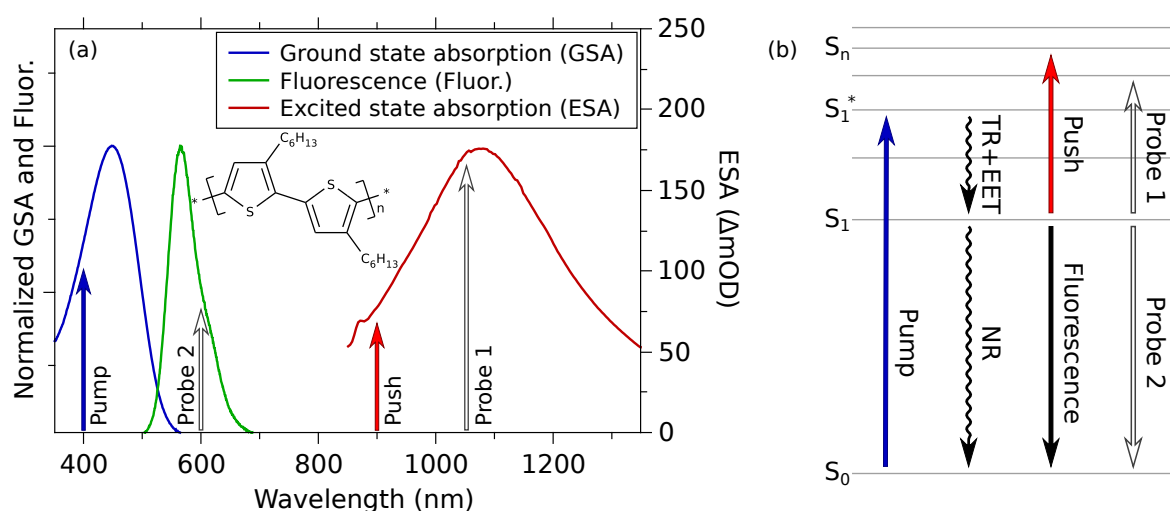 (a)
Ground state absorption (GSA)
Fluorescence (Fluor.)
Excited state absorption (ESA)
Normalized GSA and Fluor.
250
200
150
100
50
0
ESA (ΔmOD)
C₆H₁₃
S
S
*
n
*
C₆H₁₃
Pump
Probe 2
Push
Probe 1
400
600
800
1000
1200
Wavelength (nm)
(b)
Sₙ
S₁*
S₁
S₀
Pump
TR+EET
NR
Push
Fluorescence
Probe 1
Probe 2